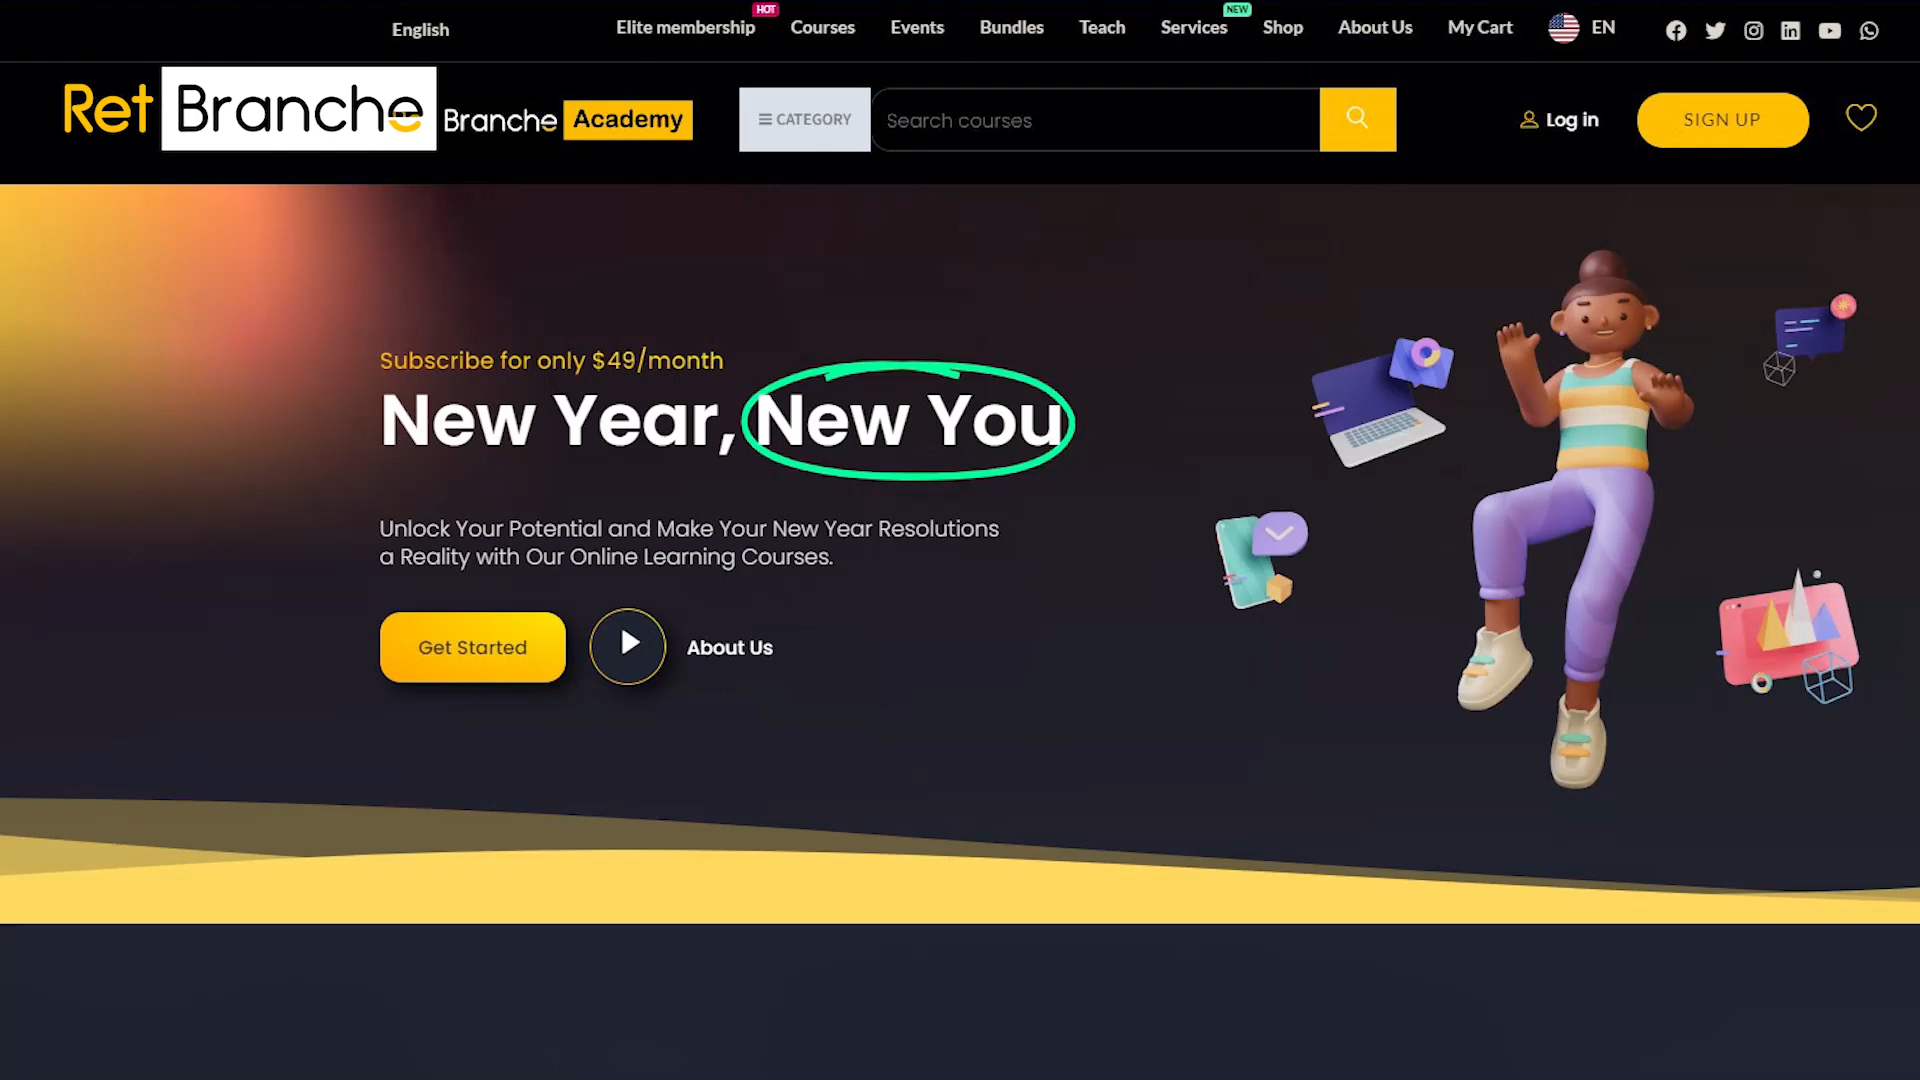 English
HOT
NEW
Elite membership Courses Events Bundles Teach Services Shop About Us My Cart EN
Ret Branche Branche Academy
CATEGORY
Search courses
Log in
SIGN UP
Subscribe for only $49/month
New Year, New You
Unlock Your Potential and Make Your New Year Resolutions
a Reality with Our Online Learning Courses.
Get Started
About Us